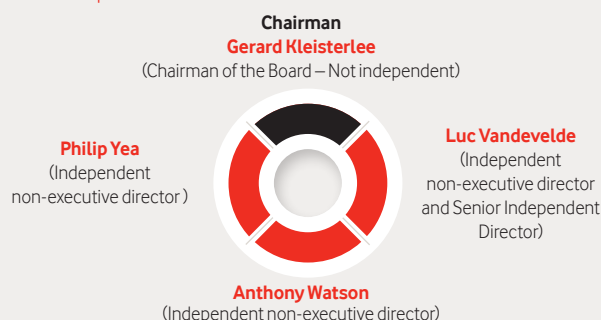 Chairman
Gerard Kleisterlee
(Chairman of the Board – Not independent)
Philip Yea
(Independent
non-executive director)
Luc Vandevelde
(Independent
non-executive director
and Senior Independent
Director)
Anthony Watson
(Independent non-executive director)